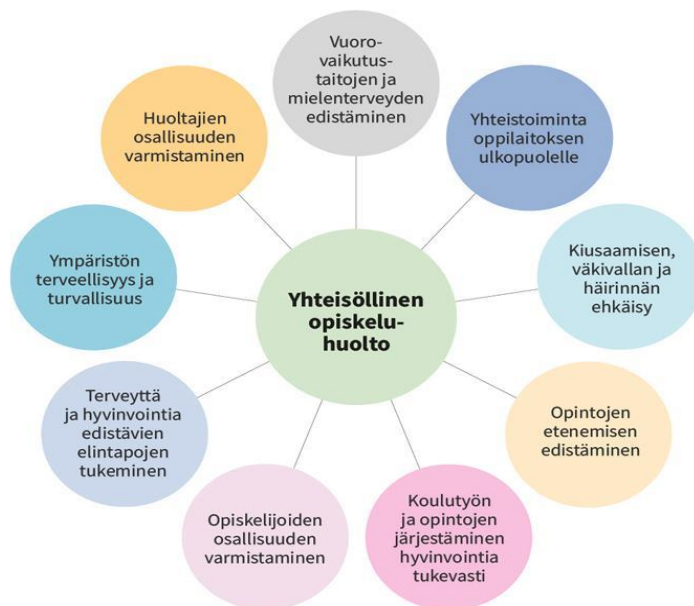 Vuoro-
vaikutus-
taitojen ja
mielenterveyden
edistäminen
Yhteistoiminta
oppilaitoksen
ulkopuolelle
Kiusaamisen,
väkivallan ja
häirinnän
ehkäisy
Opintojen
etenemisen
edistäminen
Koulutyön
ja opintojen
järjestäminen
hyvinvointia
tukevasti
Opiskelijoiden
osallisuuden
varmistaminen
Terveyttä
ja hyvinvointia
edistävien
elintapojen
tukeminen
Ympäristön
terveellisyys ja
turvallisuus
Huoltajien
osallisuuden
varmistaminen
Yhteisöllinen
opiskelu-
huolto